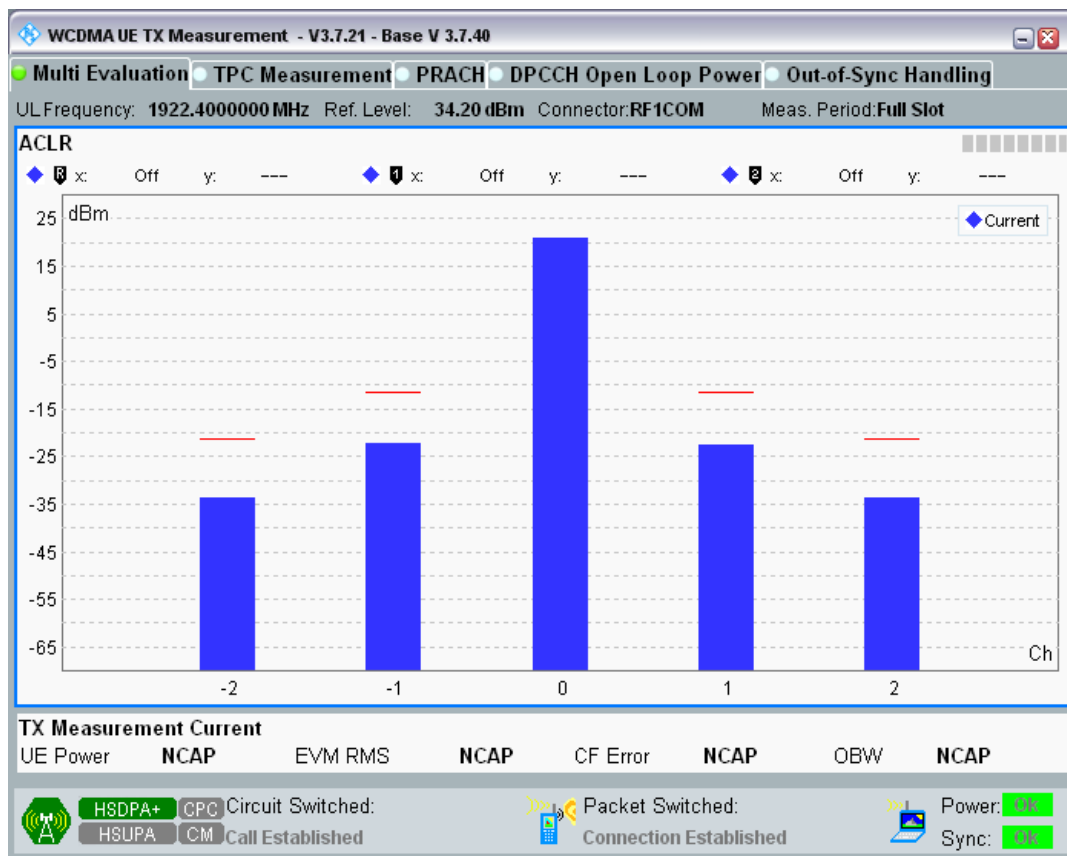 WCDMA UE TX Measurement - V3.7.21 - Base V 3.7.40
Multi Evaluation TPC Measurement PRACH DPCCH Open Loop Power Out-of-Sync Handling
UL Frequency: 1922.4000000 MHz Ref. Level: 34.20 dBm Connector:RF1COM Meas. Period:Full Slot
ACLR
R x: Off y: --- 1 x: Off y: --- 2 x: Off y: ---
dBm
Current
25
15
5
-5
-15
-25
-35
-45
-55
-65
Ch
-2 -1 0 1 2
TX Measurement Current
UE Power NCAP EVM RMS NCAP CF Error NCAP OBW NCAP
HSDPA+ CPC Circuit Switched: Packet Switched: Power: Ok
HSUPA CM Call Established Connection Established Sync: Ok